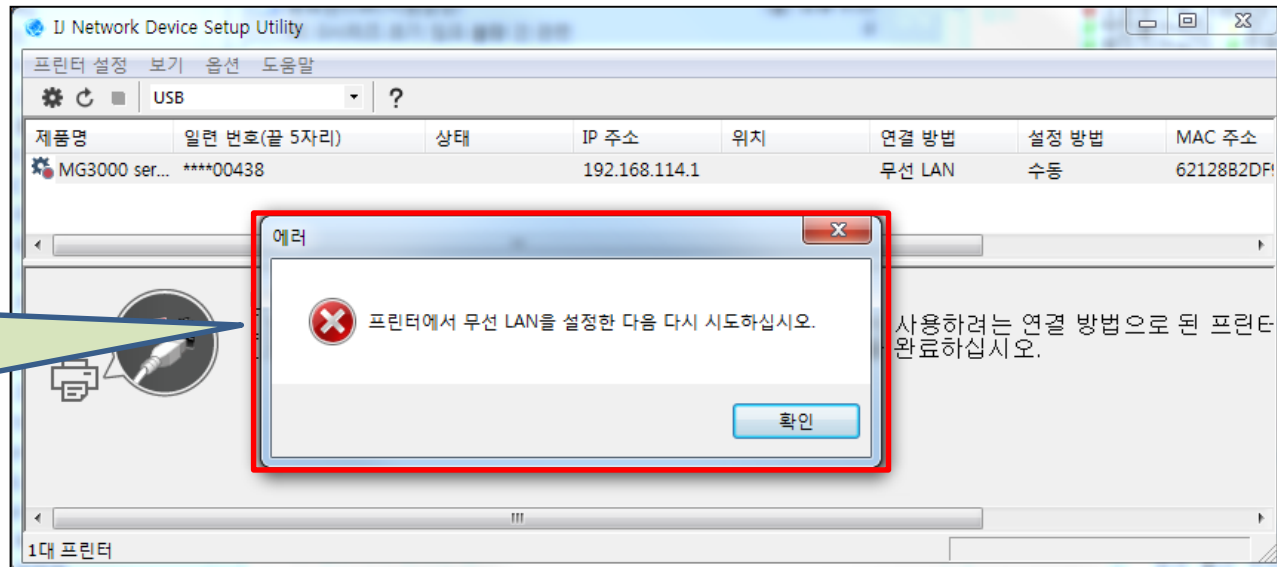 IJ Network Device Setup Utility
프린터 설정 보기 옵션 도움말
USB ?
제품명 일련 번호(끝 5자리) 상태 IP 주소 위치 연결 방법 설정 방법 MAC 주소
MG3000 ser... ****00438 192.168.114.1 무선 LAN 수동 62128B2DF
에러
프린터에서 무선 LAN을 설정한 다음 다시 시도하십시오.
사용하려는 연결 방법으로 된 프린터
완료하십시오.
확인
1대 프린터